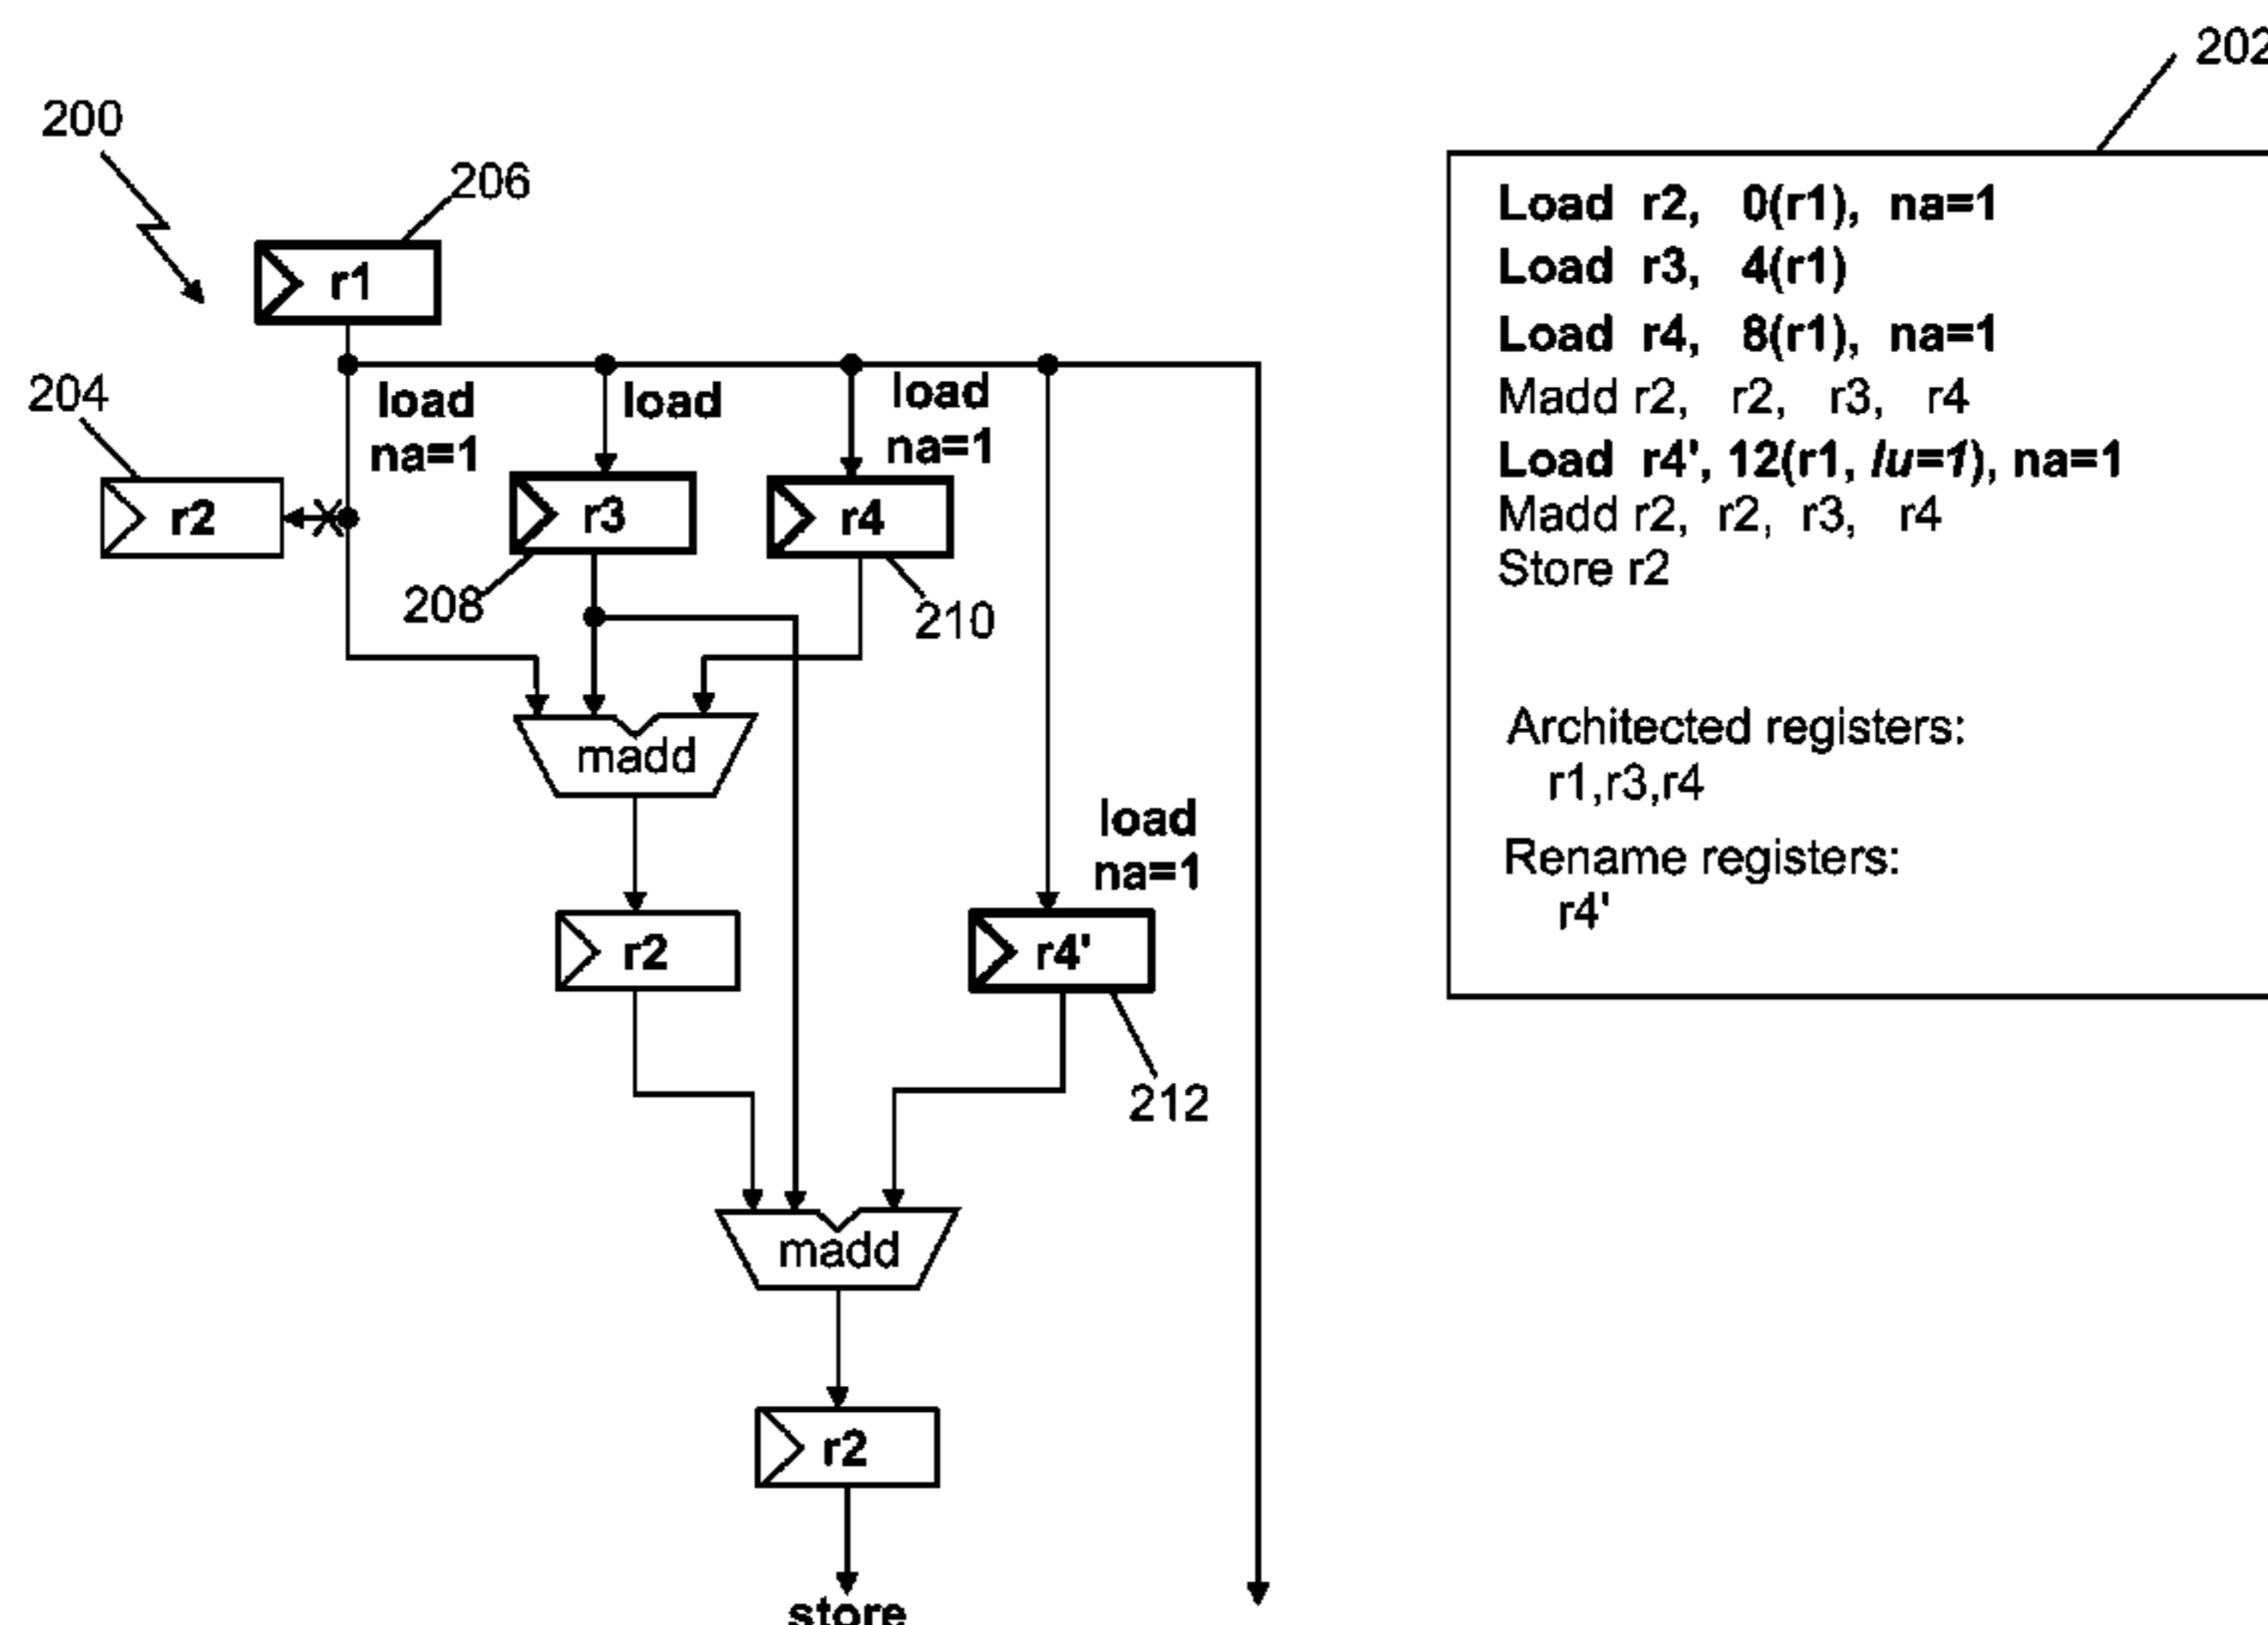 202
200
206
r1
204
load
na=1
load
load
na=1
r2
r3
r4
208
210
madd
load
na=1
r2
r4'
212
madd
r2
store
Load r2, 0(r1), na=1
Load r3, 4(r1)
Load r4, 8(r1), na=1
Madd r2, r2, r3, r4
Load r4', 12(r1, lu=1), na=1
Madd r2, r2, r3, r4
Store r2
Architected registers:
r1,r3,r4
Rename registers:
r4'